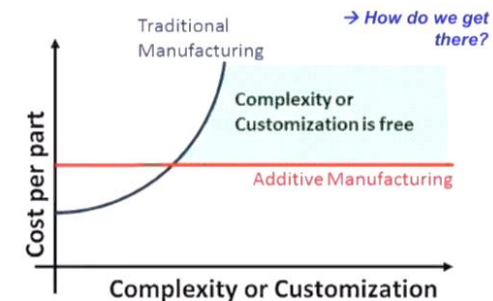 Traditional
Manufacturing
→ How do we get
there?
Complexity or
Customization is free
Additive Manufacturing
Cost per part
Complexity or Customization